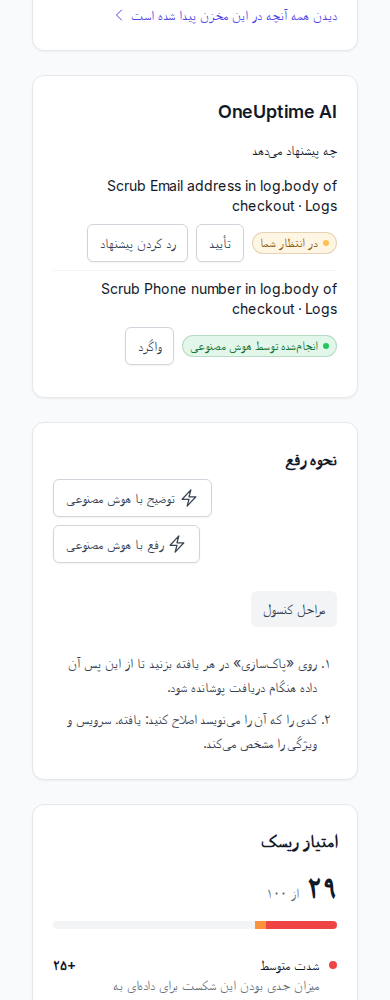 دیدن همه آنچه در این مخزن پیدا شده است
OneUptime AI
چه پیشنهاد می‌دهد
Scrub Email address in log.body of
checkout · Logs
در انتظار شما
تأیید
رد کردن پیشنهاد
Scrub Phone number in log.body of
checkout · Logs
انجام‌شده توسط هوش مصنوعی
واگرد
نحوه رفع
توضیح با هوش مصنوعی
رفع با هوش مصنوعی
مراحل کنسول
۱. روی «پاک‌سازی» در هر یافته بزنید تا از این پس آن
داده هنگام دریافت پوشانده شود.
۲. کدی را که آن را می‌نویسد اصلاح کنید: یافته، سرویس و
ویژگی را مشخص می‌کند.
امتیاز ریسک
۲۹ از ۱۰۰
شدت متوسط
+۲۵
میزان جدی بودن این شکست برای داده‌ای به